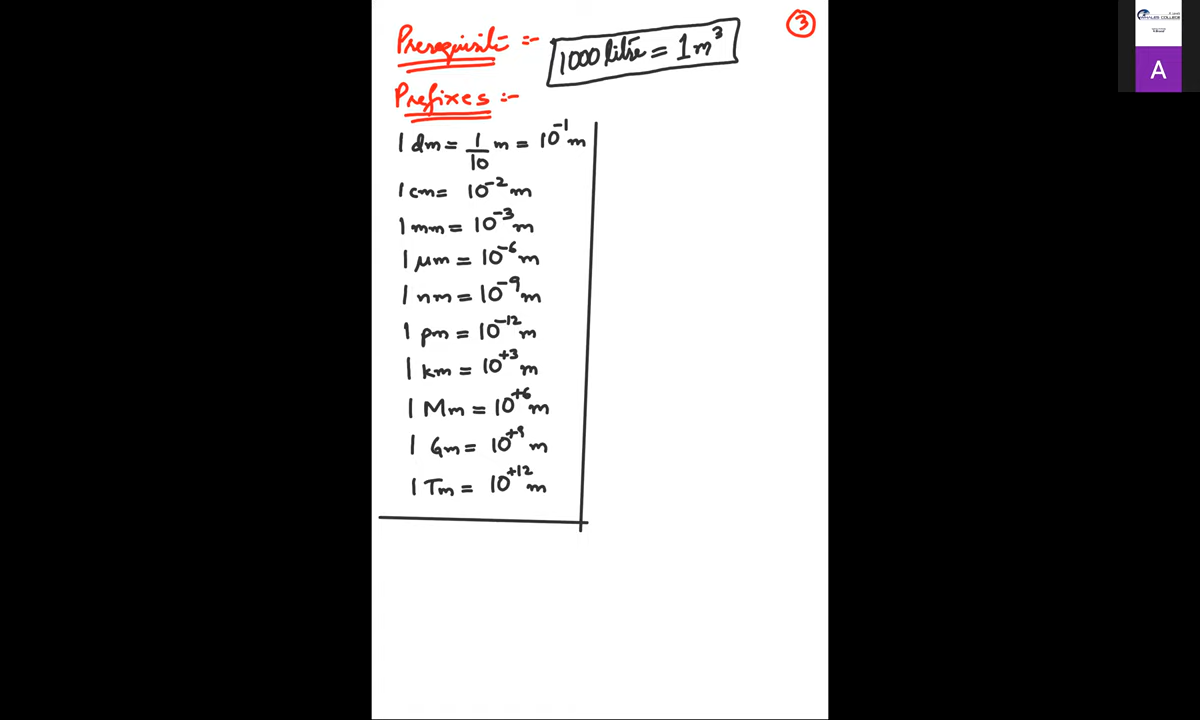 Prerequisite :-
1000 litre = 1 m³
3
Prefixes :-
1 dm = 1/10 m = 10⁻¹ m
1 cm = 10⁻² m
1 mm = 10⁻³ m
1 μm = 10⁻⁶ m
1 nm = 10⁻⁹ m
1 pm = 10⁻¹² m
1 km = 10⁺³ m
1 Mm = 10⁺⁶ m
1 Gm = 10⁺⁹ m
1 Tm = 10⁺¹² m
A